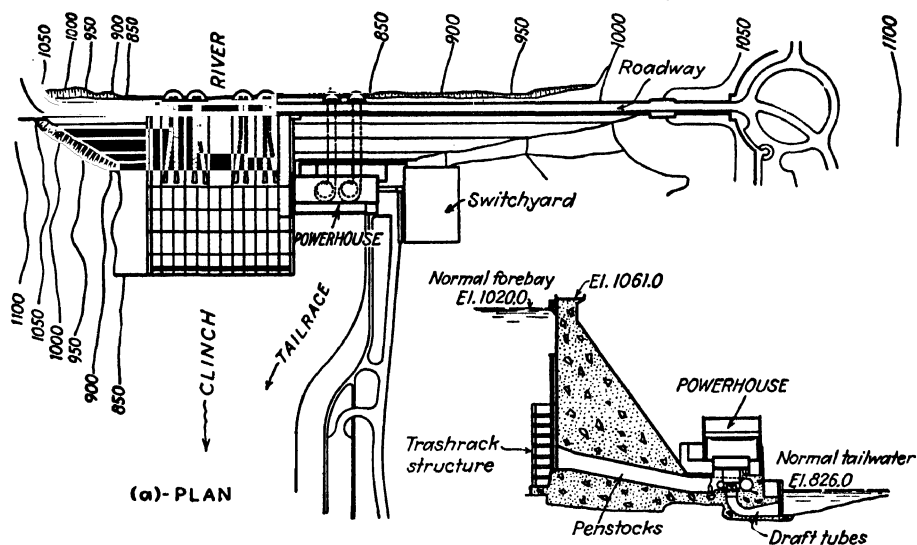 1050
1000
950
900
850
RIVER
850
900
950
1000
1050
1100
Roadway
Switchyard
POWERHOUSE
TAILRACE
CLINCH
1100
1050
1000
950
900
850
(a)-PLAN
Normal forebay
El. 1020.0
El. 1061.0
POWERHOUSE
Trashrack
structure
Normal tailwater
El. 826.0
Penstocks
Draft tubes